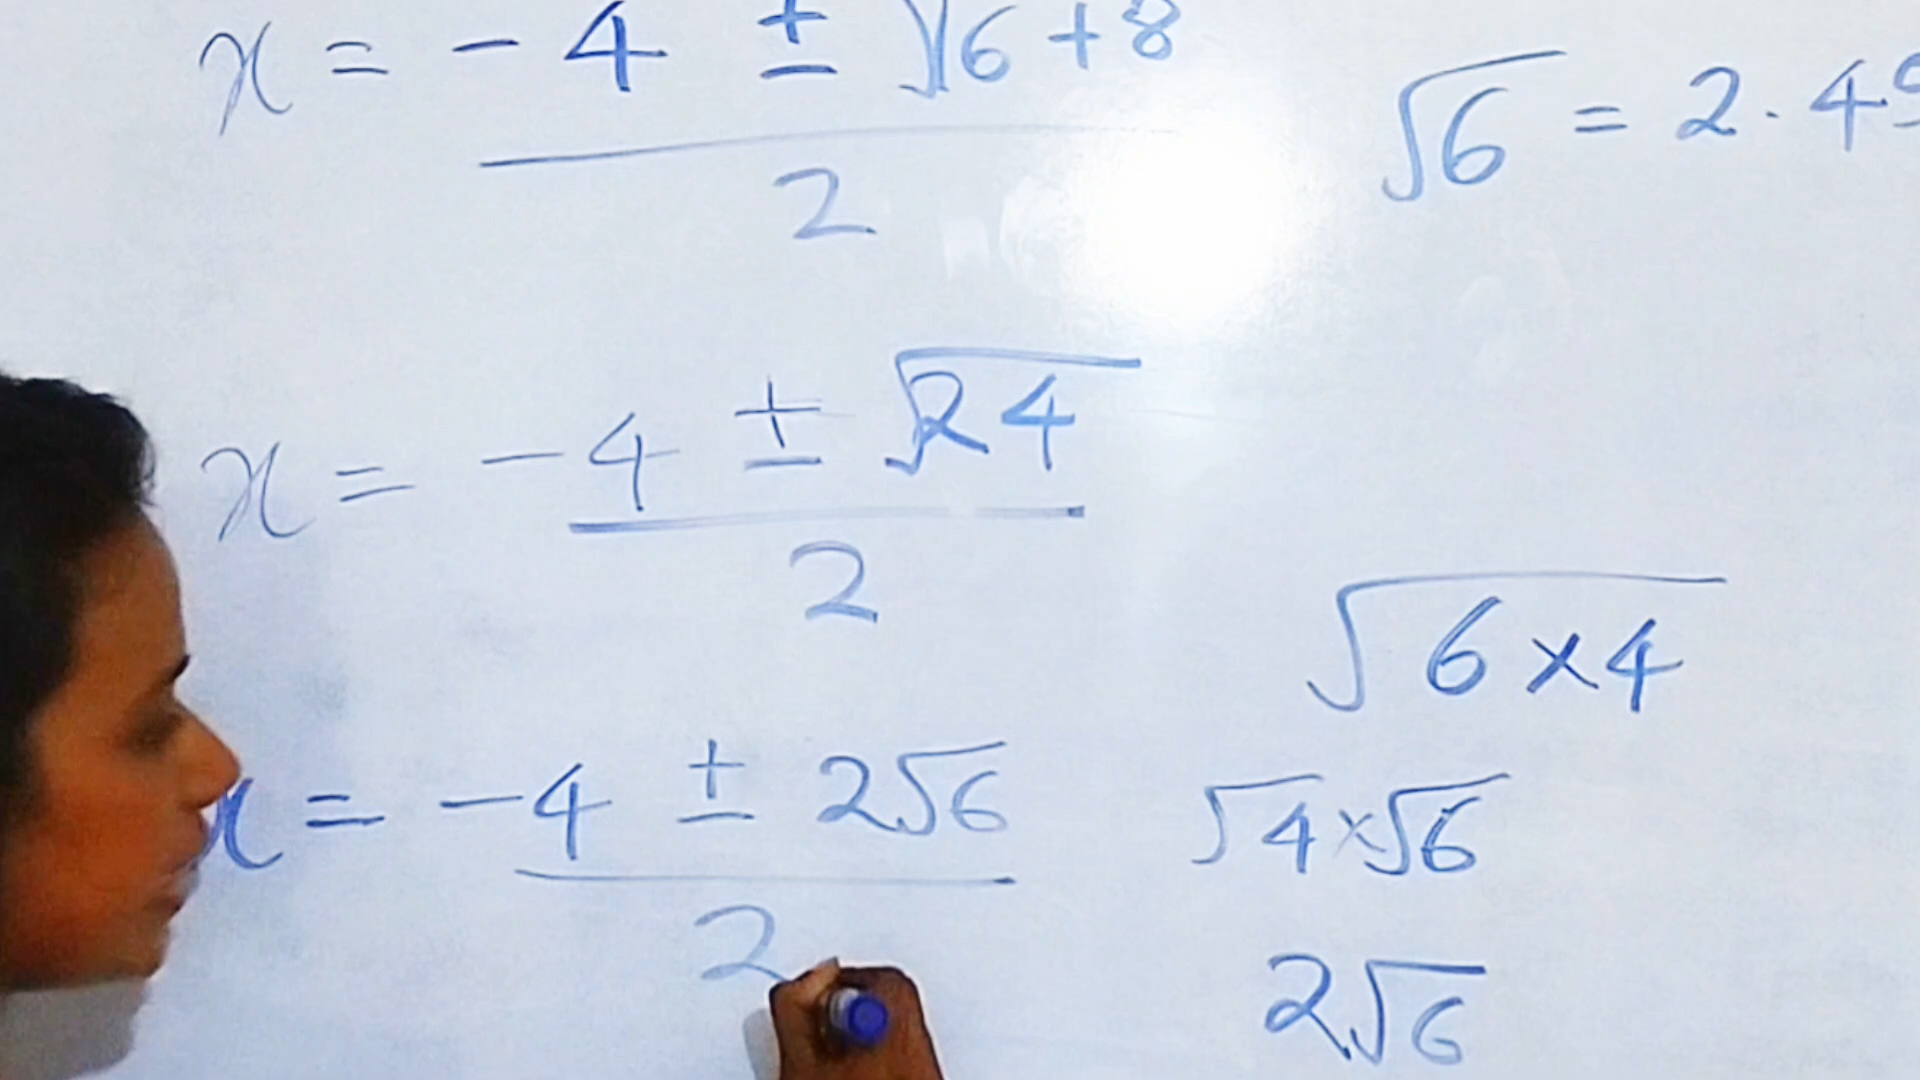 x = -4 ± √16 + 8
2
√6 = 2.49
x = -4 ± √24
2
√6 × 4
x = -4 ± 2√6
2
√4 × √6
2√6